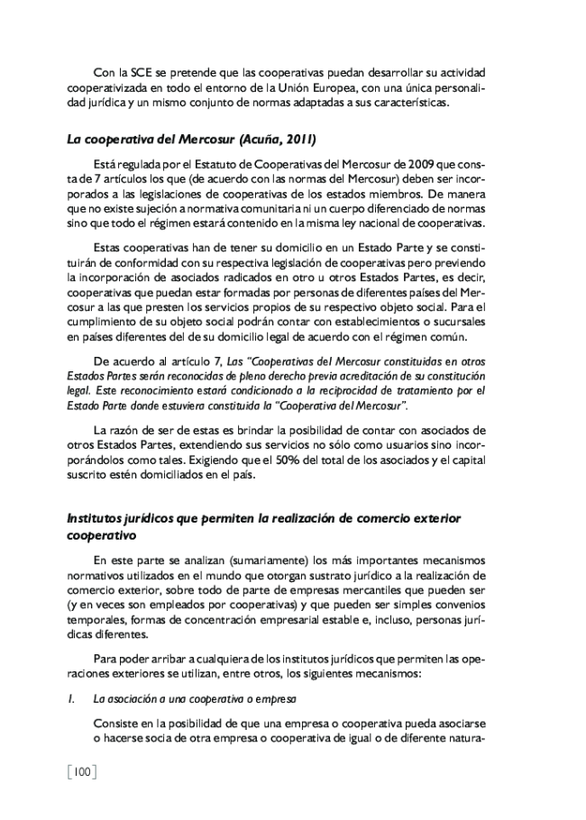 Con la SCE se pretende que las cooperativas puedan desarrollar su actividad
cooperativizada en todo el entorno de la Unión Europea, con una única personali-
dad jurídica y un mismo conjunto de normas adaptadas a sus características.
La cooperativa del Mercosur (Acuña, 2011)
Está regulada por el Estatuto de Cooperativas del Mercosur de 2009 que cons-
ta de 7 artículos los que (de acuerdo con las normas del Mercosur) deben ser incor-
porados a las legislaciones de cooperativas de los estados miembros. De manera
que no existe sujeción a normativa comunitaria ni un cuerpo diferenciado de normas
sino que todo el régimen estará contenido en la misma ley nacional de cooperativas.
Estas cooperativas han de tener su domicilio en un Estado Parte y se consti-
tuirán de conformidad con su respectiva legislación de cooperativas pero previendo
la incorporación de asociados radicados en otro u otros Estados Partes, es decir,
cooperativas que puedan estar formadas por personas de diferentes países del Mer-
cosur a las que presten los servicios propios de su respectivo objeto social. Para el
cumplimiento de su objeto social podrán contar con establecimientos o sucursales
en países diferentes del de su domicilio legal de acuerdo con el régimen común.
De acuerdo al artículo 7, Las "Cooperativas del Mercosur constituidas en otros
Estados Partes serán reconocidas de pleno derecho previa acreditación de su constitución
legal. Este reconocimiento estará condicionado a la reciprocidad de tratamiento por el
Estado Parte donde estuviera constituida la "Cooperativa del Mercosur".
La razón de ser de estas es brindar la posibilidad de contar con asociados de
otros Estados Partes, extendiendo sus servicios no sólo como usuarios sino incor-
porándolos como tales. Exigiendo que el 50% del total de los asociados y el capital
suscrito estén domiciliados en el país.
Institutos jurídicos que permiten la realización de comercio exterior
cooperativo
En este parte se analizan (sumariamente) los más importantes mecanismos
normativos utilizados en el mundo que otorgan sustrato jurídico a la realización de
comercio exterior, sobre todo de parte de empresas mercantiles que pueden ser
(y en veces son empleados por cooperativas) y que pueden ser simples convenios
temporales, formas de concentración empresarial estable e, incluso, personas jurí-
dicas diferentes.
Para poder arribar a cualquiera de los institutos jurídicos que permiten las ope-
raciones exteriores se utilizan, entre otros, los siguientes mecanismos:
1. La asociación a una cooperativa o empresa
Consiste en la posibilidad de que una empresa o cooperativa pueda asociarse
o hacerse socia de otra empresa o cooperativa de igual o de diferente natura-
[100]